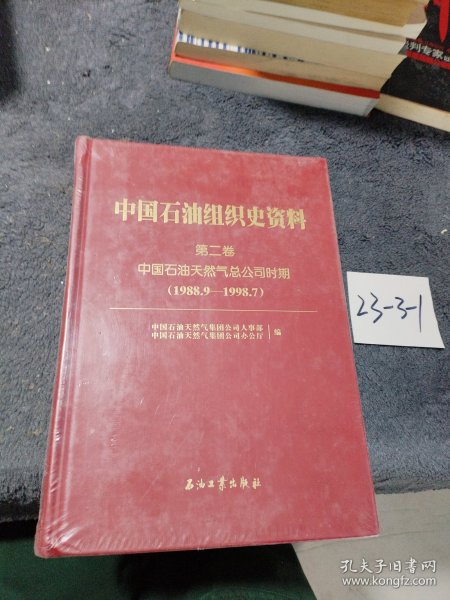 判专家
中国石油组织史资料
第二卷
中国石油天然气总公司时期
(1988.9—1998.7)
中国石油天然气集团公司人事部
中国石油天然气集团公司办公厅
编
23-3-1
石油工业出版社
孔夫子旧书网
www.kongfz.com